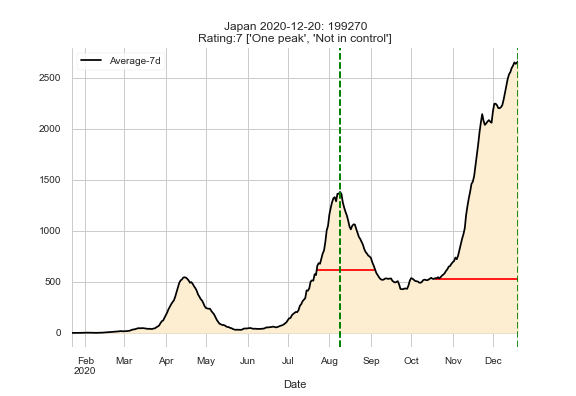 Japan 2020-12-20: 199270
Rating:7 ['One peak', 'Not in control']
Average-7d
2500
2000
1500
1000
500
0
Feb Mar Apr May Jun Jul Aug Sep Oct Nov Dec
2020
Date